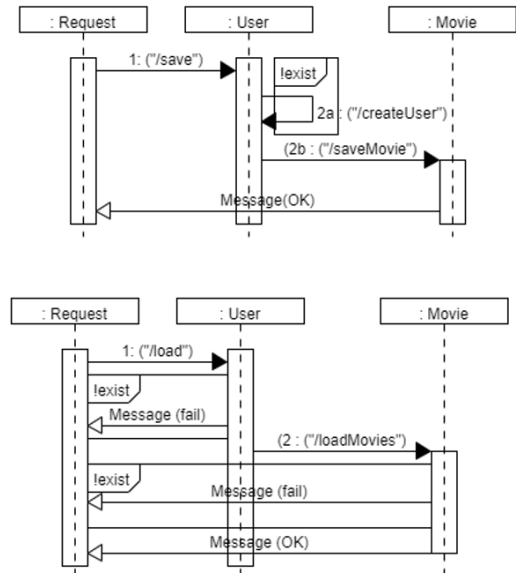 : Request
: User
: Movie
1: ("/save")
!exist
2a : ("/createUser")
(2b : ("/saveMovie")
Message(OK)
: Request
: User
: Movie
1: ("/load")
!exist
Message (fail)
(2 : ("/loadMovies")
!exist
Message (fail)
Message (OK)